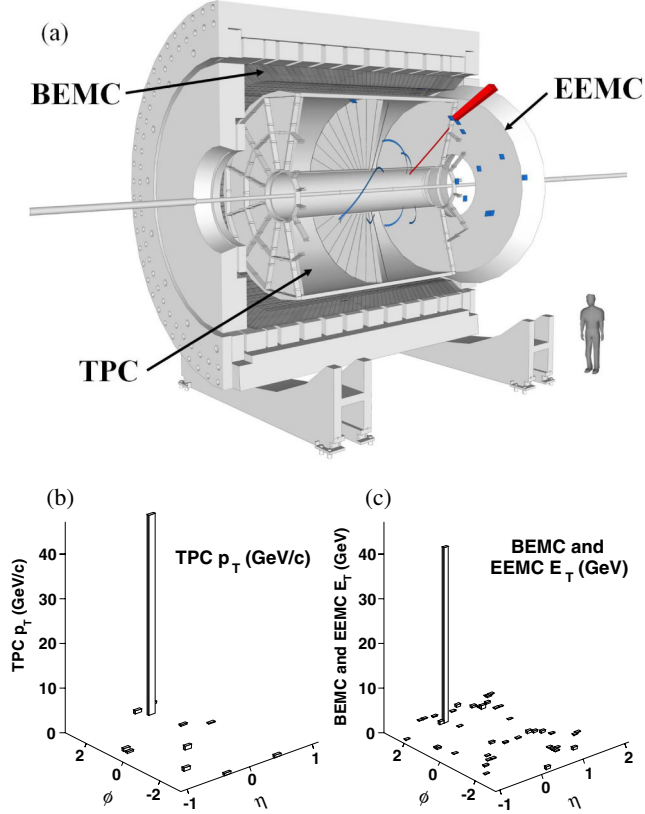 (a)
BEMC
EEMC
TPC
(b)
TPC p_T (GeV/c)
TPC p_T (GeV/c)
40
30
20
10
0
2
0
-2
ϕ
-1
0
1
η
(c)
BEMC and
EEMC E_T (GeV)
BEMC and EEMC E_T (GeV)
40
30
20
10
0
2
0
-2
ϕ
-1
0
1
2
η